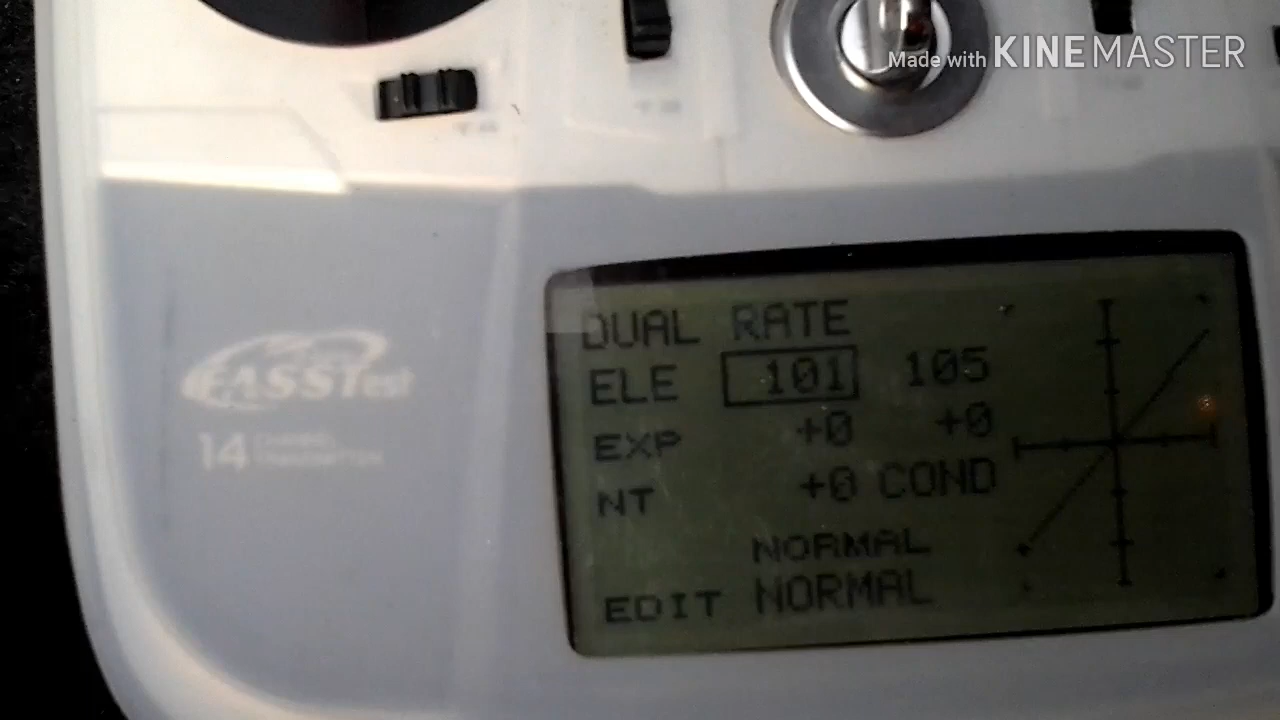 Made with KINEMASTER
FASSTest
14 CHANNEL
DUAL RATE
ELE 101 105
EXP +0 +0
NT +0 COND
NORMAL
EDIT NORMAL